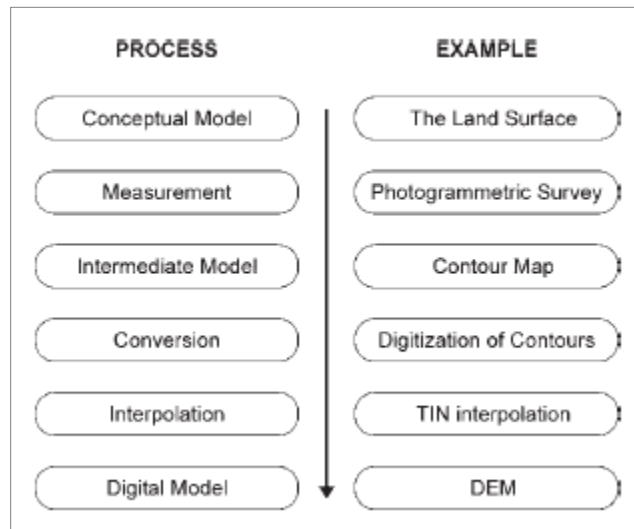 PROCESS EXAMPLE
Conceptual Model The Land Surface
Measurement Photogrammetric Survey
Intermediate Model Contour Map
Conversion Digitization of Contours
Interpolation TIN interpolation
Digital Model DEM